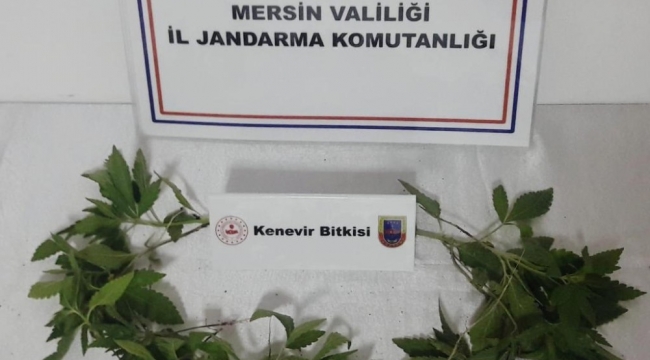 MERSİN VALİLİĞİ
İL JANDARMA KOMUTANLIĞI
Kenevir Bitkisi